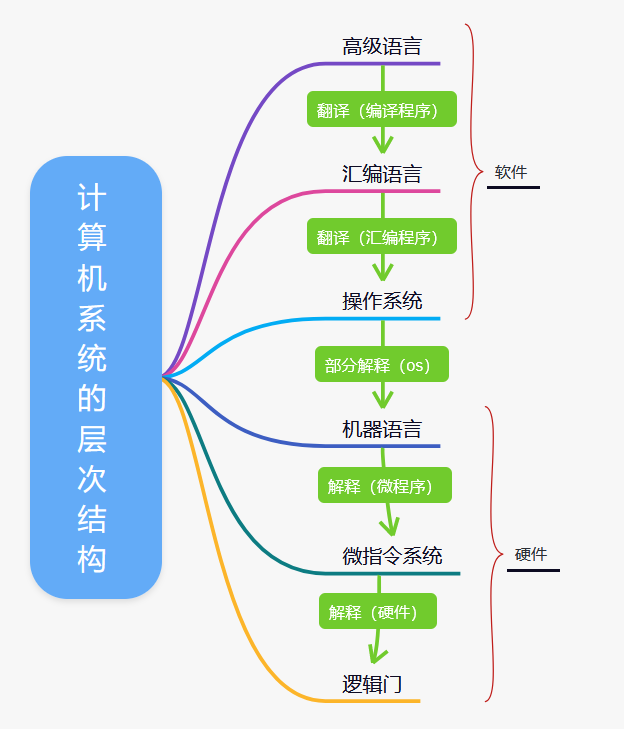 计算机系统的层次结构
高级语言
翻译（编译程序）
汇编语言
翻译（汇编程序）
操作系统
部分解释（os）
机器语言
解释（微程序）
微指令系统
解释（硬件）
逻辑门
软件
硬件